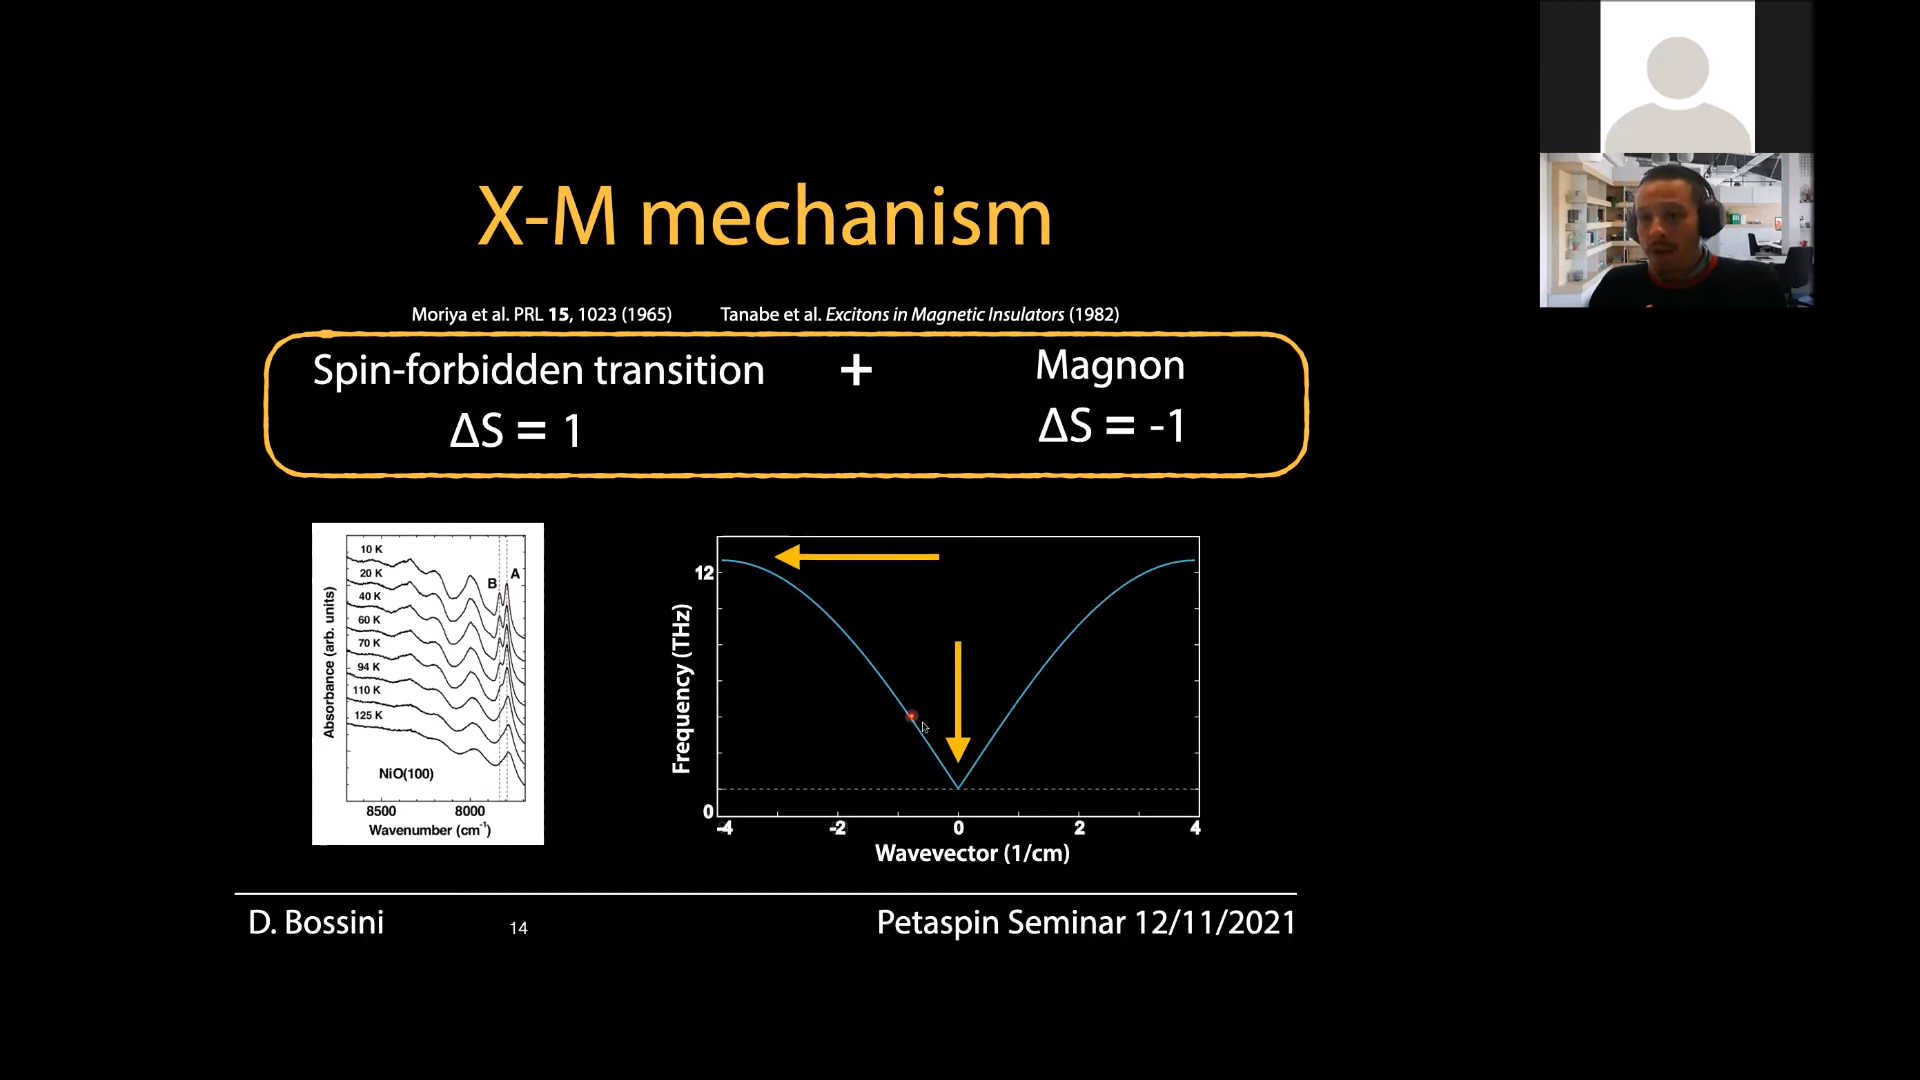 X-M mechanism
Moriya et al. PRL 15, 1023 (1965) Tanabe et al. Excitons in Magnetic Insulators (1982)
Spin-forbidden transition + Magnon
ΔS = 1 ΔS = -1
10 K
20 K
40 K
60 K
70 K
94 K
110 K
125 K
B A
NiO(100)
8500 8000
Wavenumber (cm-1)
Absorbance (arb. units)
12
0
Frequency (THz)
-4 -2 0 2 4
Wavevector (1/cm)
D. Bossini 14 Petaspin Seminar 12/11/2021